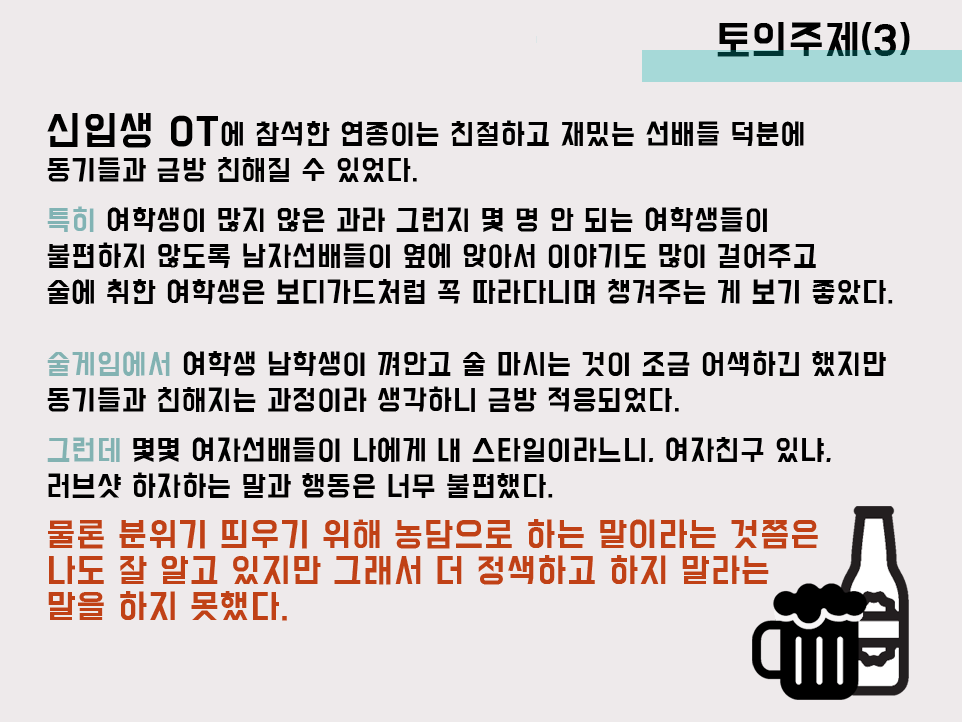 토의주제(3)
신입생 OT에 참석한 연종이는 친절하고 재밌는 선배들 덕분에
동기들과 금방 친해질 수 있었다.
특히 여학생이 많지 않은 과라 그런지 몇 명 안 되는 여학생들이
불편하지 않도록 남자선배들이 옆에 앉아서 이야기도 많이 걸어주고
술에 취한 여학생은 보디가드처럼 꼭 따라다니며 챙겨주는 게 보기 좋았다.
술게임에서 여학생 남학생이 껴안고 술 마시는 것이 조금 어색하긴 했지만
동기들과 친해지는 과정이라 생각하니 금방 적응되었다.
그런데 몇몇 여자선배들이 나에게 내 스타일이라느니, 여자친구 있냐,
러브샷 하자하는 말과 행동은 너무 불편했다.
물론 분위기 띄우기 위해 농담으로 하는 말이라는 것쯤은
나도 잘 알고 있지만 그래서 더 정색하고 하지 말라는
말을 하지 못했다.